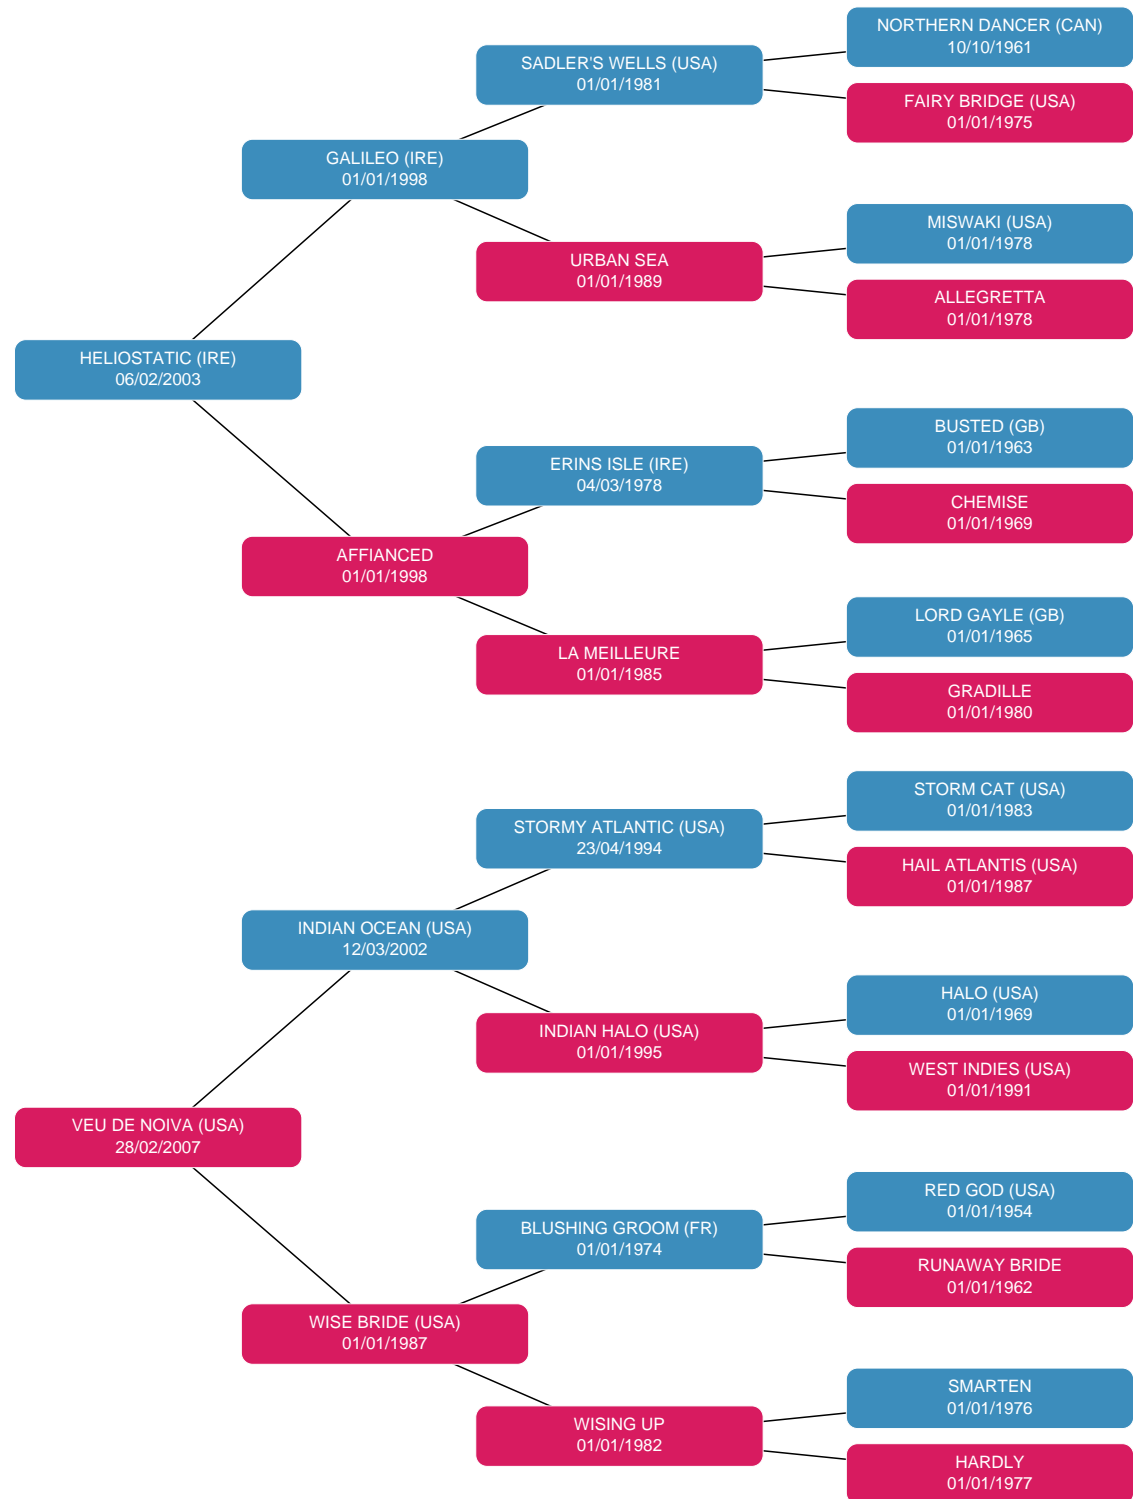 NORTHERN DANCER (CAN)
10/10/1961
SADLER'S WELLS (USA)
01/01/1981
FAIRY BRIDGE (USA)
01/01/1975
GALILEO (IRE)
01/01/1998
MISWAKI (USA)
01/01/1978
URBAN SEA
01/01/1989
ALLEGRETTA
01/01/1978
HELIOSTATIC (IRE)
06/02/2003
BUSTED (GB)
01/01/1963
ERINS ISLE (IRE)
04/03/1978
CHEMISE
01/01/1969
AFFIANCED
01/01/1998
LORD GAYLE (GB)
01/01/1965
LA MEILLEURE
01/01/1985
GRADILLE
01/01/1980
STORM CAT (USA)
01/01/1983
STORMY ATLANTIC (USA)
23/04/1994
HAIL ATLANTIS (USA)
01/01/1987
INDIAN OCEAN (USA)
12/03/2002
HALO (USA)
01/01/1969
INDIAN HALO (USA)
01/01/1995
WEST INDIES (USA)
01/01/1991
VEU DE NOIVA (USA)
28/02/2007
RED GOD (USA)
01/01/1954
BLUSHING GROOM (FR)
01/01/1974
RUNAWAY BRIDE
01/01/1962
WISE BRIDE (USA)
01/01/1987
SMARTEN
01/01/1976
WISING UP
01/01/1982
HARDLY
01/01/1977